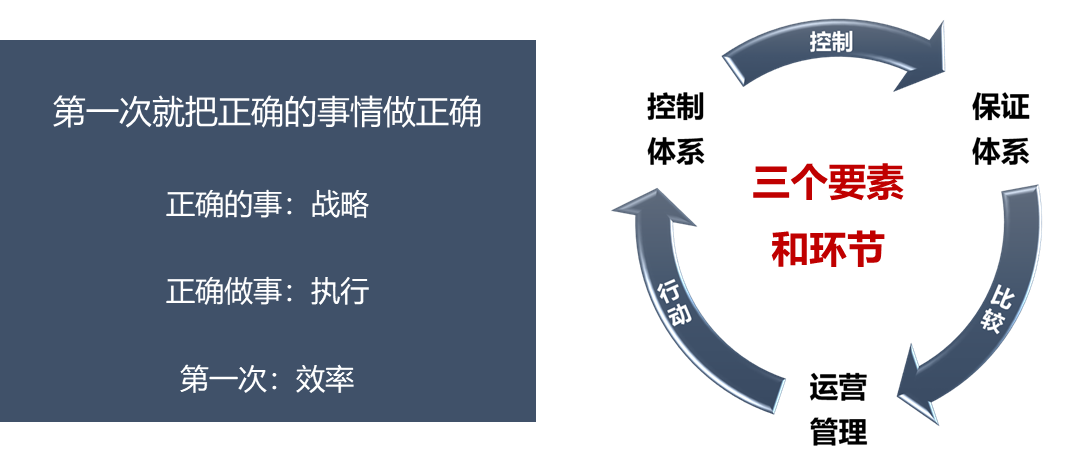 第一次就把正确的事情做正确
正确的事：战略
正确做事：执行
第一次：效率
控制
控制
体系
保证
体系
三个要素
和环节
行动
比较
运营
管理